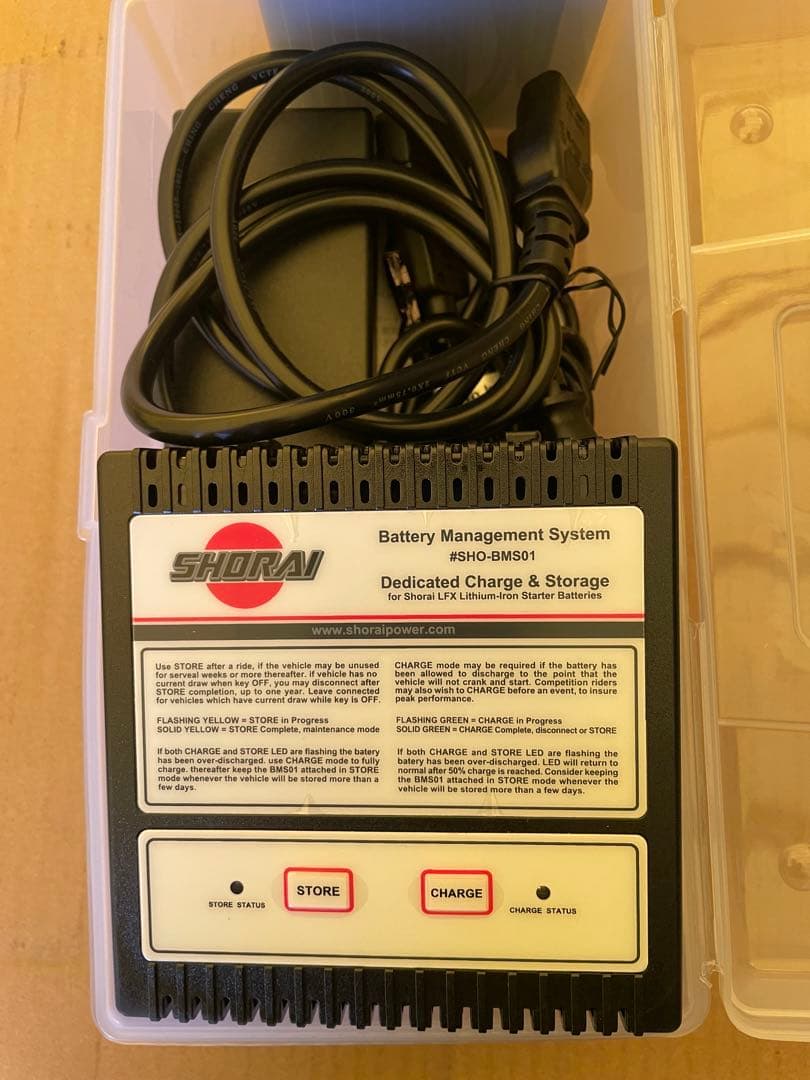 CHING CHENG VCTF
300V
CHING CHENG VCTF 2X0.75mm² 300V
SHORAI
Battery Management System
#SHO-BMS01
Dedicated Charge & Storage
for Shorai LFX Lithium-Iron Starter Batteries
www.shoraipower.com
Use STORE after a ride, if the vehicle may be unused
for serveal weeks or more thereafter. if vehicle has no
current draw when key OFF, you may disconnect after
STORE completion, up to one year. Leave connected
for vehicles which have current draw while key is OFF.
FLASHING YELLOW = STORE in Progress
SOLID YELLOW = STORE Complete, maintenance mode
If both CHARGE and STORE LED are flashing the batery
has been over-discharged. use CHARGE mode to fully
charge. thereafter keep the BMS01 attached in STORE
mode whenever the vehicle will be stored more than a
few days.
CHARGE mode may be required if the battery has
been allowed to discharge to the point that the
vehicle will not crank and start. Competition riders
may also wish to CHARGE before an event, to insure
peak performance.
FLASHING GREEN = CHARGE in Progress
SOLID GREEN = CHARGE Complete, disconnect or STORE
If both CHARGE and STORE LED are flashing the
batery has been over-discharged. LED will return to
normal after 50% charge is reached. Consider keeping
the BMS01 attached in STORE mode whenever the
vehicle will be stored more than a few days.
STORE STATUS
STORE
CHARGE
CHARGE STATUS